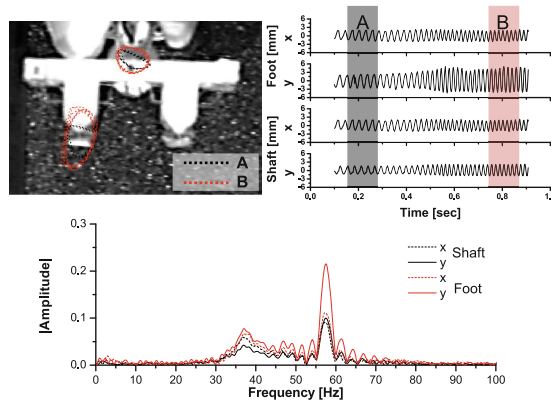 A
B
Foot [mm]
x
6
3
0
-3
-6
y
6
3
0
-3
-6
Shaft [mm]
x
6
3
0
-3
-6
y
6
3
0
-3
-6
A
B
0 0.2 0.4 0.6 0.8 1.0
Time [sec]
|Amplitude|
0.3
0.2
0.1
0.0
x Shaft
y
x Foot
y
0 10 20 30 40 50 60 70 80 90 100
Frequency [Hz]